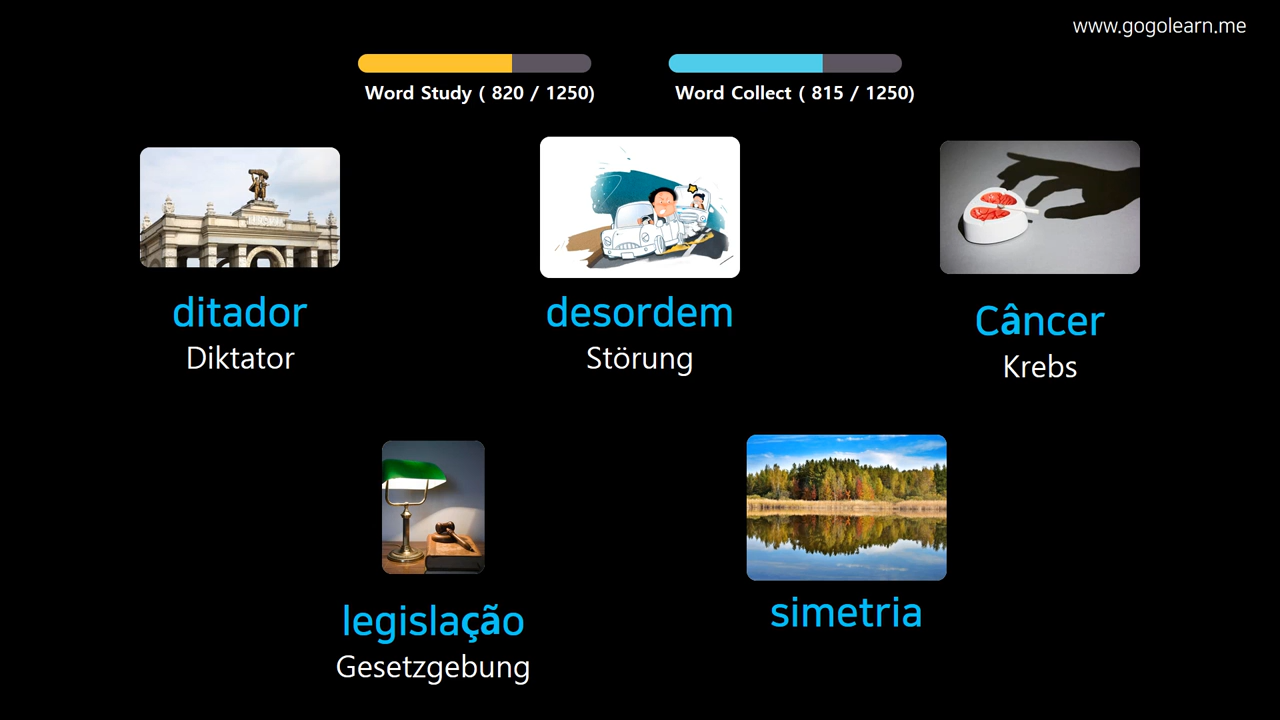 www.gogolearn.me
Word Study ( 820 / 1250)
Word Collect ( 815 / 1250)
ditador
Diktator
desordem
Störung
Câncer
Krebs
legislação
Gesetzgebung
simetria